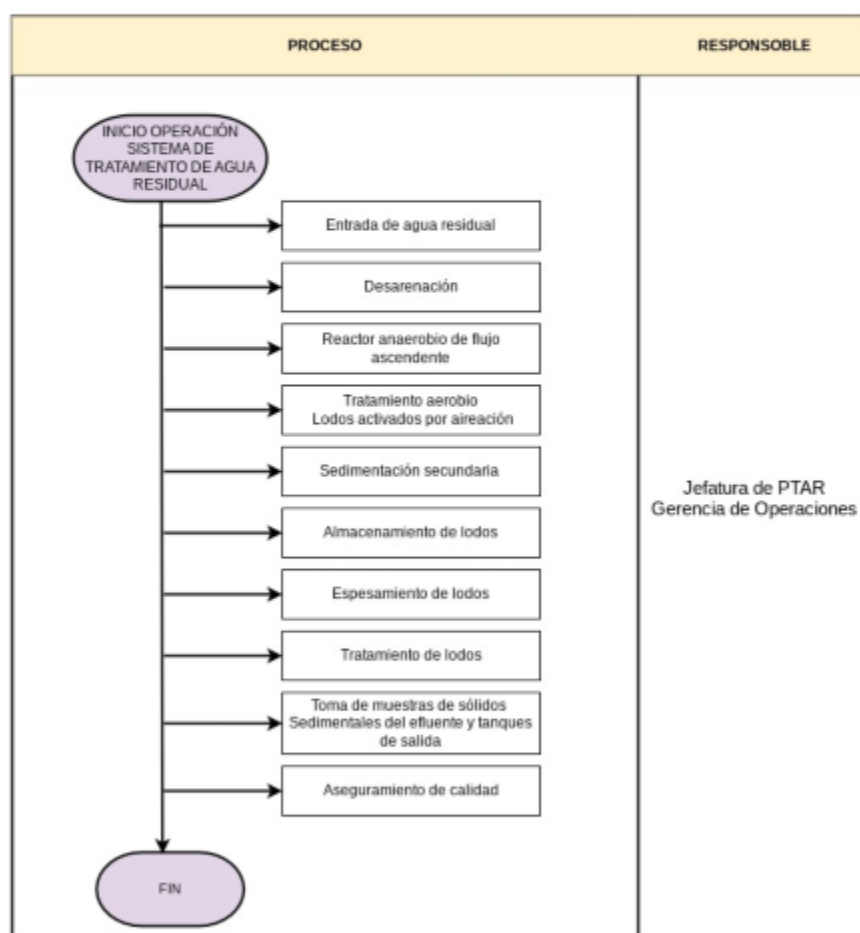 PROCESO
RESPONSOBLE
INICIO OPERACIÓN
SISTEMA DE
TRATAMIENTO DE AGUA
RESIDUAL
Entrada de agua residual
Desarenación
Reactor anaerobio de flujo
ascendente
Tratamiento aerobio
Lodos activados por aireación
Sedimentación secundaria
Almacenamiento de lodos
Espesamiento de lodos
Tratamiento de lodos
Toma de muestras de sólidos
Sedimentales del efluente y tanques
de salida
Aseguramiento de calidad
FIN
Jefatura de PTAR
Gerencia de Operaciones